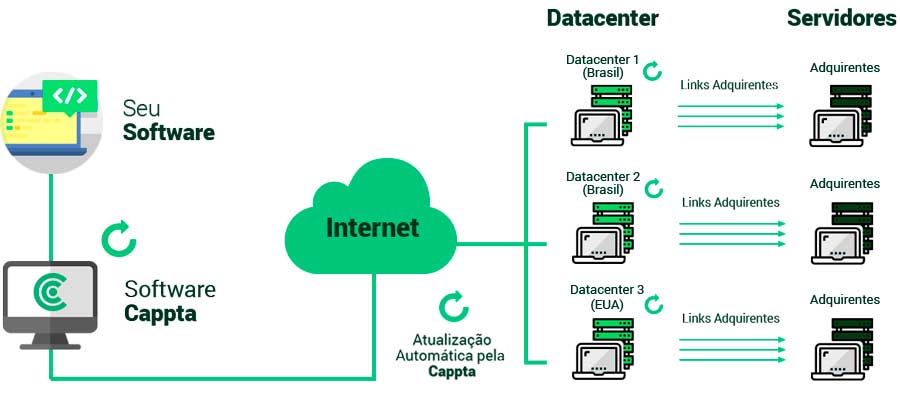 Datacenter
Servidores
</>
Seu
Software
Software
Cappta
Internet
Atualização
Automática pela
Cappta
Datacenter 1
(Brasil)
Links Adquirentes
Adquirentes
Datacenter 2
(Brasil)
Links Adquirentes
Adquirentes
Datacenter 3
(EUA)
Links Adquirentes
Adquirentes